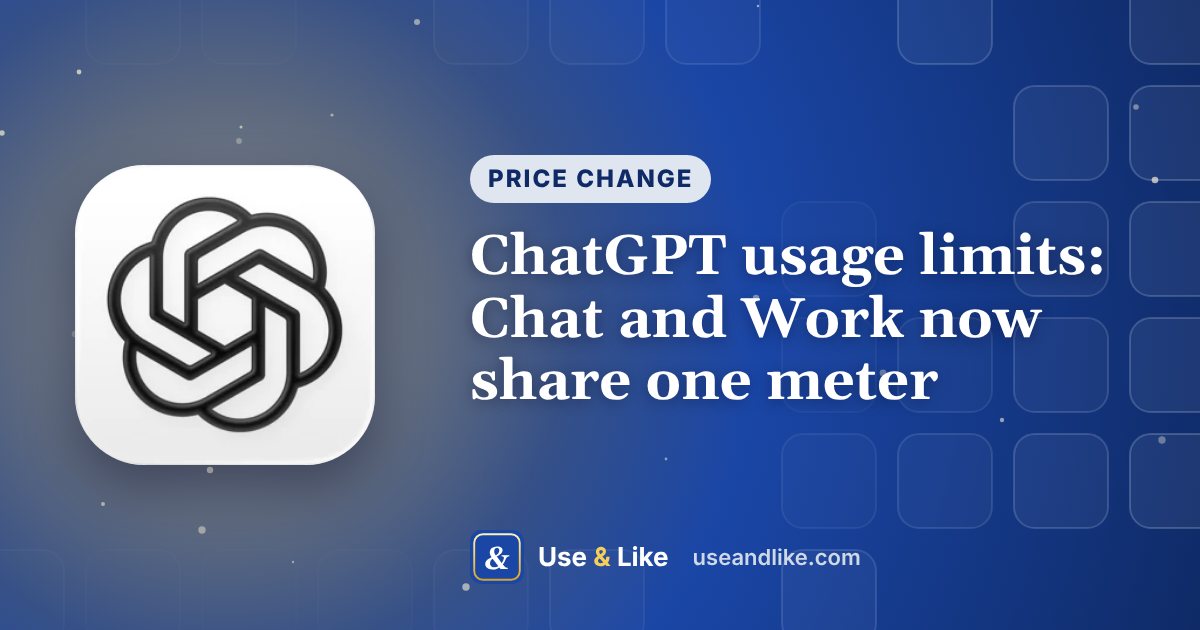 PRICE CHANGE
ChatGPT usage limits:
Chat and Work now
share one meter
& Use & Like useandlike.com